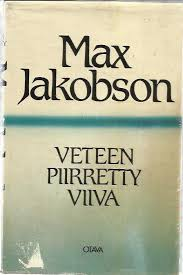 Max
Jakobson
VETEEN
PIIRRETTY
VIIVA
OTAVA